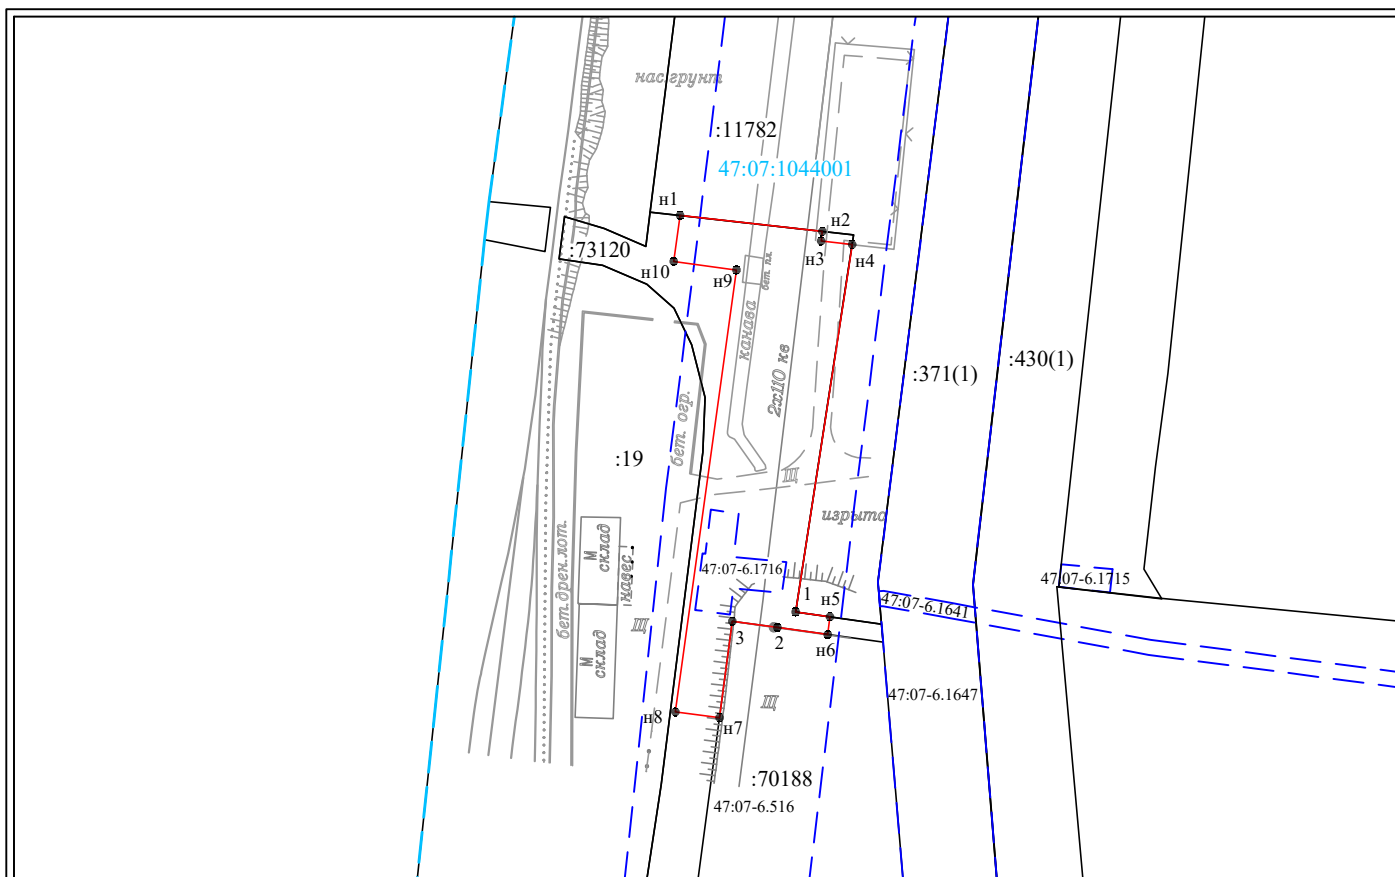 нас.грунт
:11782
47:07:1044001
н1
н2
н3
н4
:73120
н10
н9
бет. пл.
канава
2х110 кв
:371(1)
:430(1)
бет. огр.
:19
Щ
изрыто
М
склад
навес
бет.дрен.лот.
47:07-6.1716
47:07-6.1715
1
н5
47:07-6.1641
Щ
3
2
н6
М
склад
47:07-6.1647
н8
н7
Щ
:70188
47:07-6.516